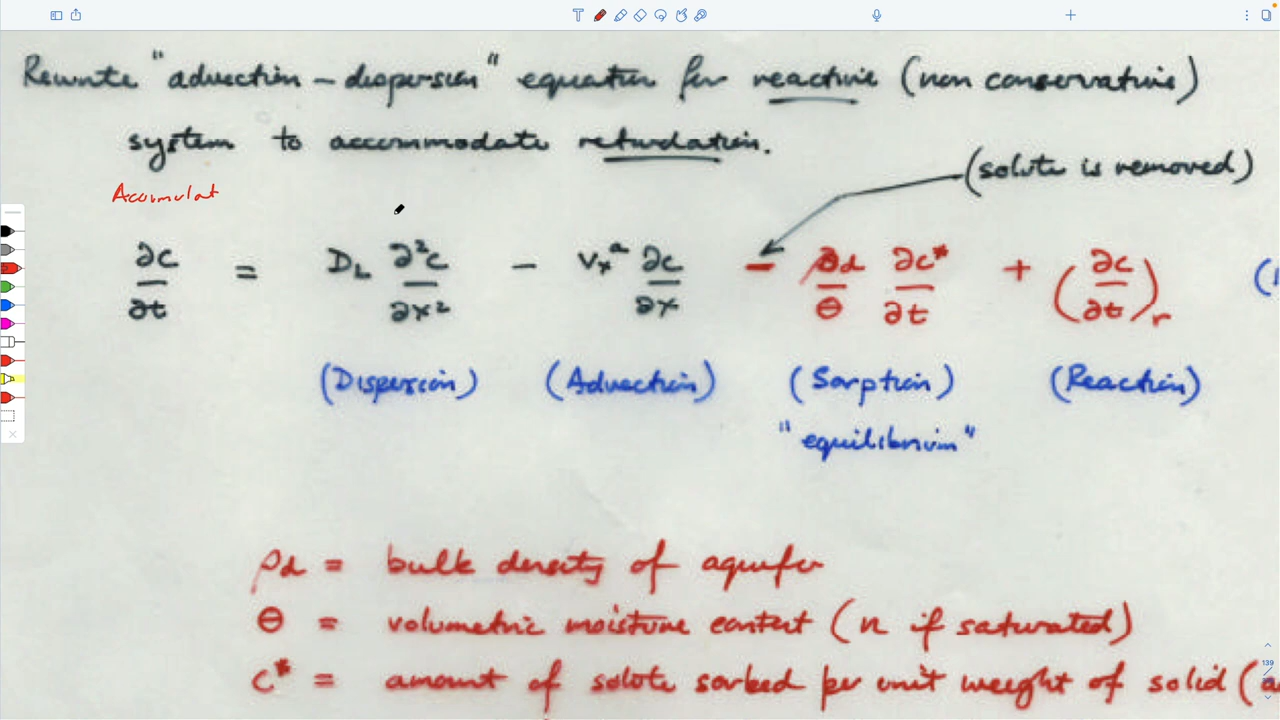 Rewrite "advection – dispersion" equation for reactive (non conservative)
system to accommodate retardation.
(solute is removed)
Accumulat
∂c/∂t = D_L ∂²c/∂x² − v_x^a ∂c/∂x − ρd/θ ∂c*/∂t + (∂c/∂t)_r (1
(Dispersion) (Advection) (Sorption) (Reaction)
"equilibrium"
ρd = bulk density of aquifer
θ = volumetric moisture content (n if saturated)
c* = amount of solute sorbed per unit weight of solid (a
139